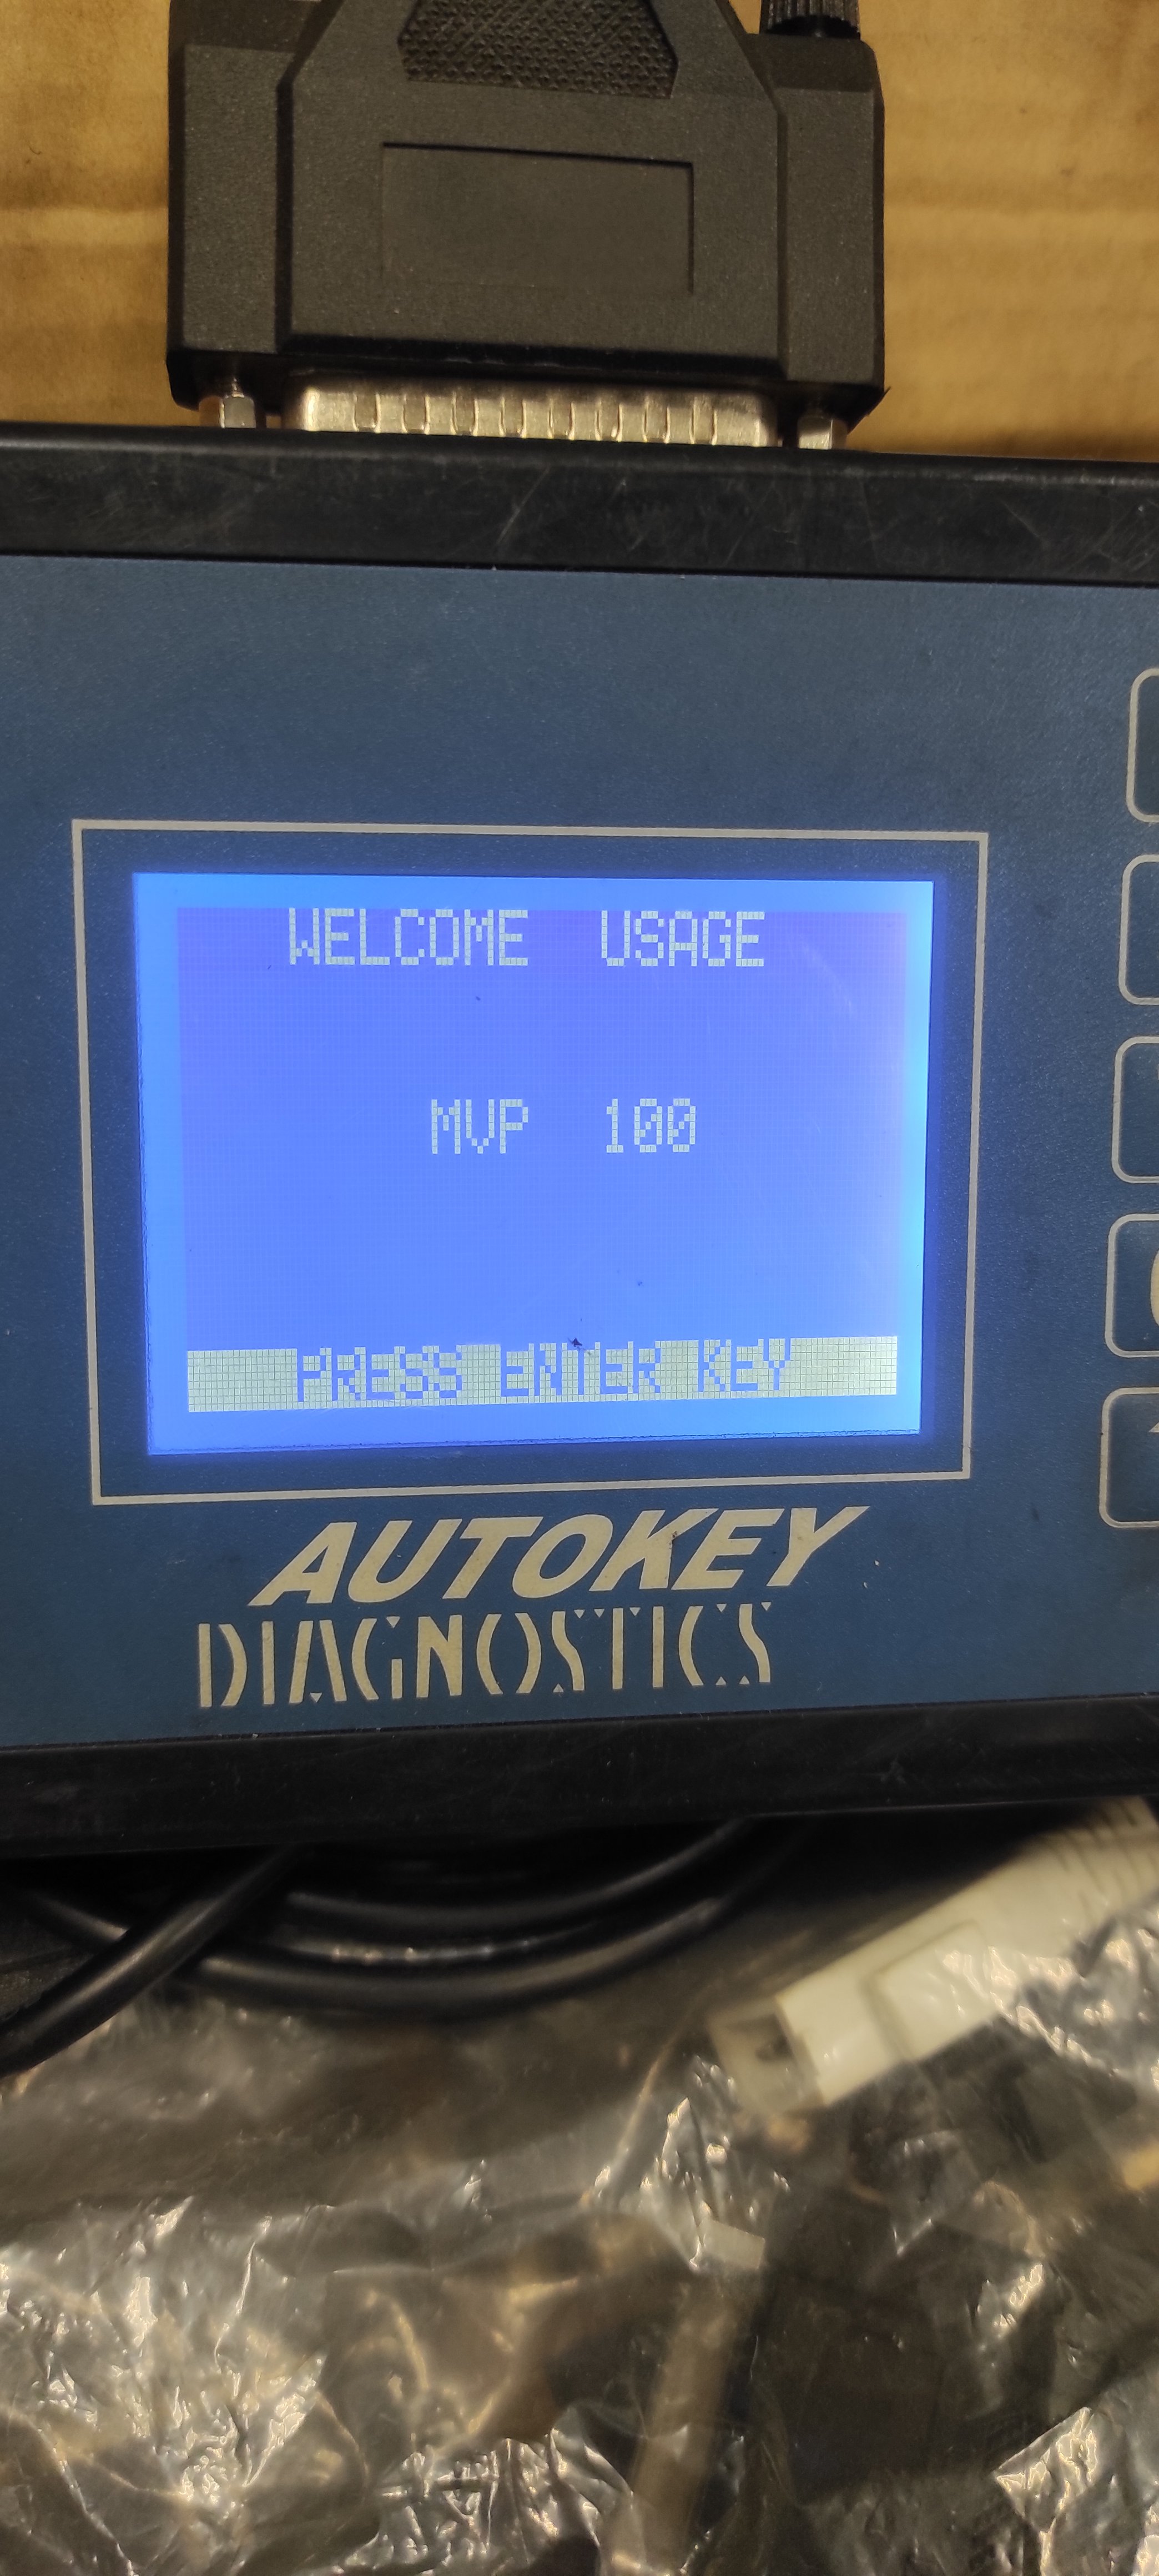 WELCOME USAGE
MVP 100
PRESS ENTER KEY
AUTOKEY
DIAGNOSTICS